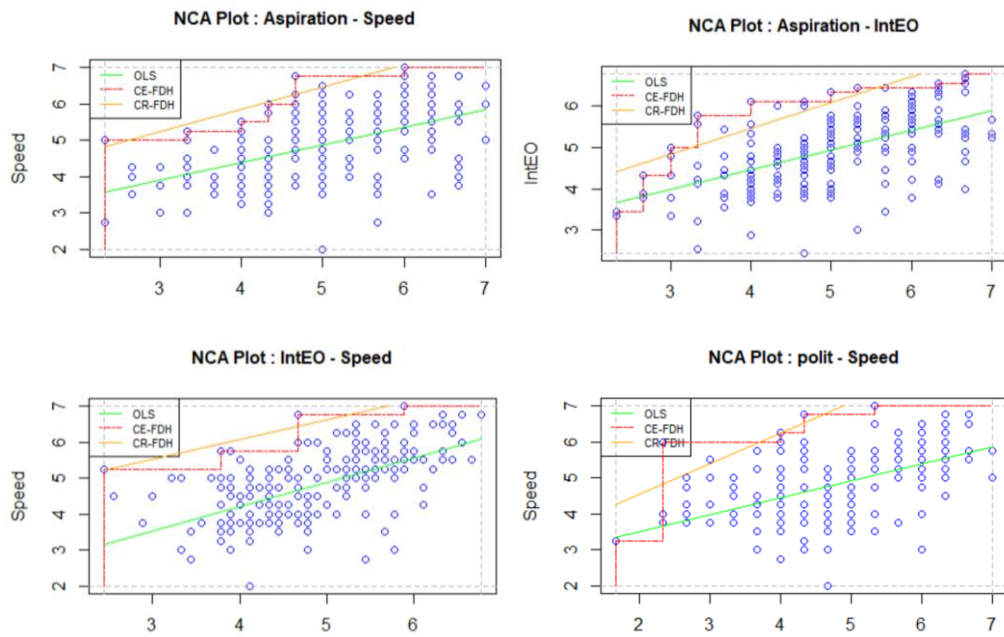 NCA Plot : Aspiration - Speed
OLS
CE-FDH
CR-FDH
Speed
7
6
5
4
3
2
3 4 5 6 7
NCA Plot : Aspiration - IntEO
OLS
CE-FDH
CR-FDH
IntEO
6
5
4
3
3 4 5 6 7
NCA Plot : IntEO - Speed
OLS
CE-FDH
CR-FDH
Speed
7
6
5
4
3
2
3 4 5 6
NCA Plot : polit - Speed
OLS
CE-FDH
CR-FDH
Speed
7
6
5
4
3
2
2 3 4 5 6 7